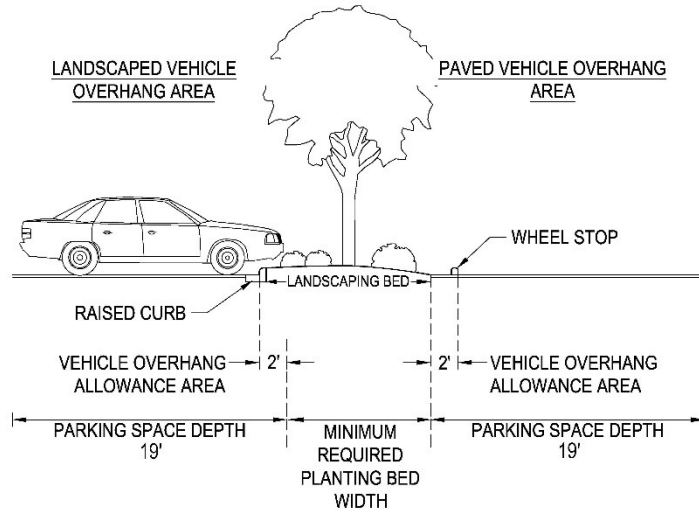 LANDSCAPED VEHICLE
OVERHANG AREA
PAVED VEHICLE OVERHANG
AREA
WHEEL STOP
LANDSCAPING BED
RAISED CURB
VEHICLE OVERHANG
ALLOWANCE AREA
2'
2'
VEHICLE OVERHANG
ALLOWANCE AREA
PARKING SPACE DEPTH
19'
MINIMUM
REQUIRED
PLANTING BED
WIDTH
PARKING SPACE DEPTH
19'